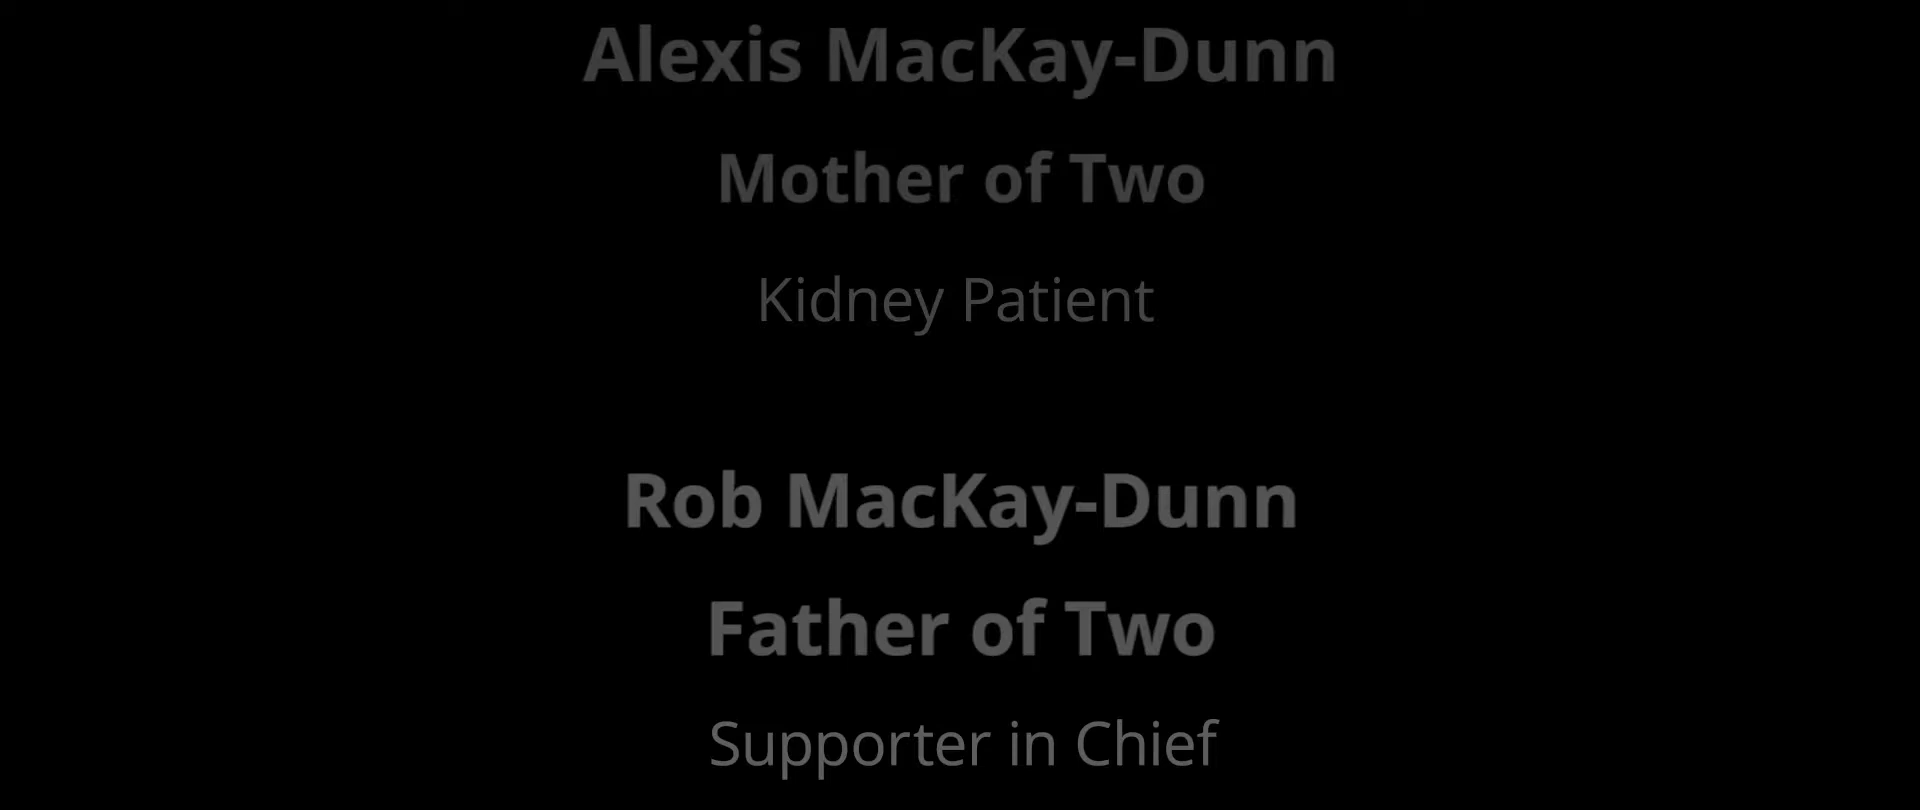 Alexis MacKay-Dunn
Mother of Two
Kidney Patient
Rob MacKay-Dunn
Father of Two
Supporter in Chief